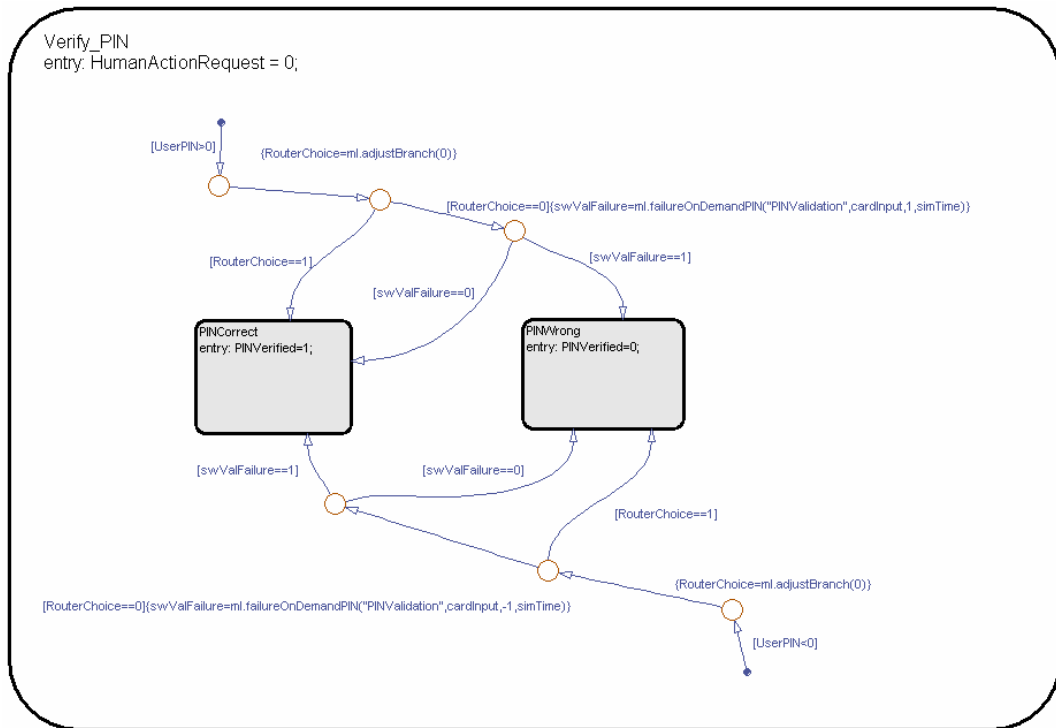 Verify_PIN
entry: HumanActionRequest = 0;
[UserPIN>0]
{RouterChoice=ml.adjustBranch(0)}
[RouterChoice==0]{swValFailure=ml.failureOnDemandPIN("PINValidation",cardInput,1,simTime)}
[RouterChoice==1]
[swValFailure==1]
[swValFailure==0]
PINCorrect
entry: PINVerified=1;
PINWrong
entry: PINVerified=0;
[swValFailure==1]
[swValFailure==0]
[RouterChoice==1]
{RouterChoice=ml.adjustBranch(0)}
[RouterChoice==0]{swValFailure=ml.failureOnDemandPIN("PINValidation",cardInput,-1,simTime)}
[UserPIN<0]